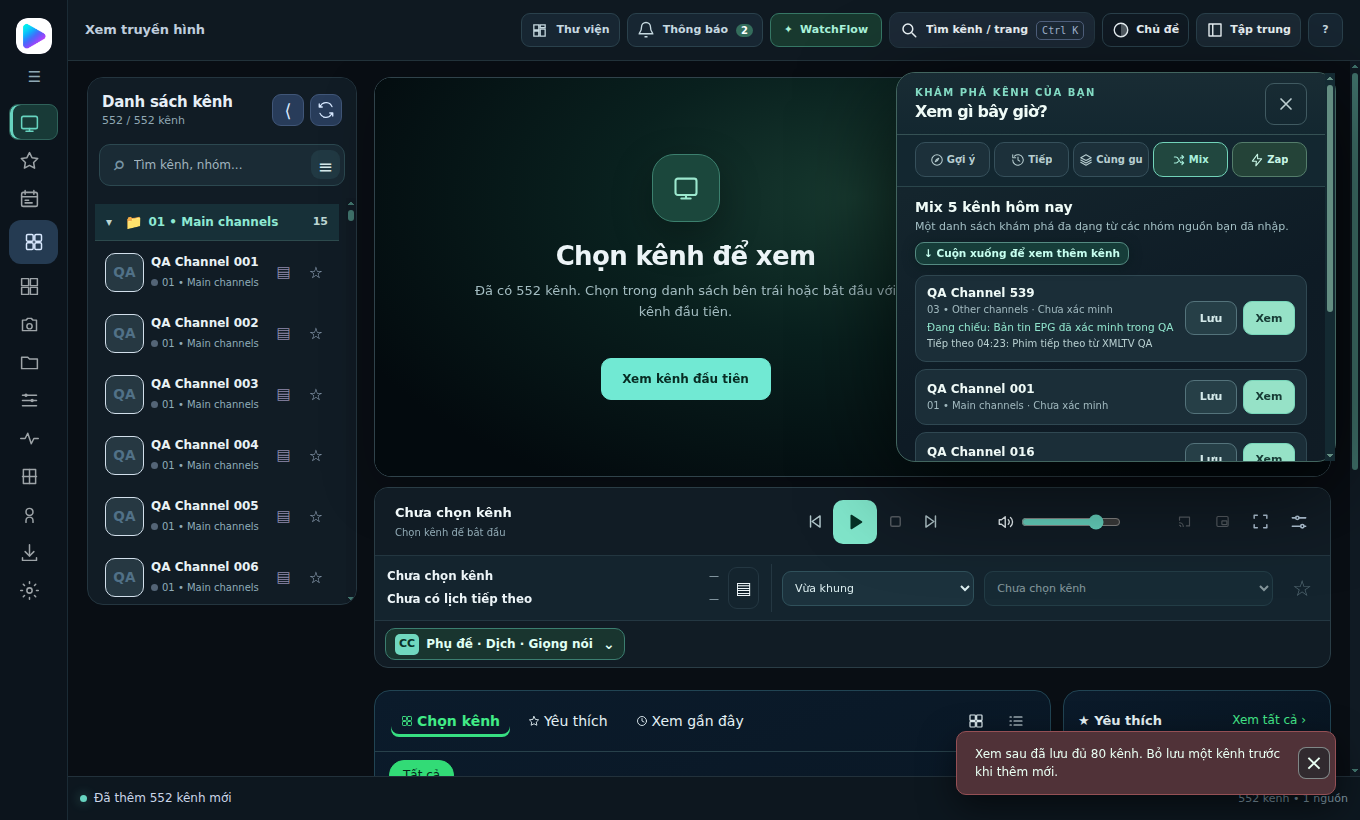 Xem truyền hình
Thư viện
Thông báo 2
✦ WatchFlow
Tìm kênh / trang Ctrl K
Chủ đề
Tập trung
?
Danh sách kênh
552 / 552 kênh
Tìm kênh, nhóm...
01 • Main channels 15
QA
QA Channel 001
01 • Main channels
QA
QA Channel 002
01 • Main channels
QA
QA Channel 003
01 • Main channels
QA
QA Channel 004
01 • Main channels
QA
QA Channel 005
01 • Main channels
QA
QA Channel 006
01 • Main channels
Chọn kênh để xem
Đã có 552 kênh. Chọn trong danh sách bên trái hoặc bắt đầu với
kênh đầu tiên.
Xem kênh đầu tiên
KHÁM PHÁ KÊNH CỦA BẠN
Xem gì bây giờ?
Gợi ý
Tiếp
Cùng gu
Mix
Zap
Mix 5 kênh hôm nay
Một danh sách khám phá đa dạng từ các nhóm nguồn bạn đã nhập.
↓ Cuộn xuống để xem thêm kênh
QA Channel 539
03 • Other channels · Chưa xác minh
Đang chiếu: Bản tin EPG đã xác minh trong QA
Tiếp theo 04:23: Phim tiếp theo từ XMLTV QA
Lưu
Xem
QA Channel 001
01 • Main channels · Chưa xác minh
Lưu
Xem
QA Channel 016
Lưu
Xem
Chưa chọn kênh
Chọn kênh để bắt đầu
Chưa chọn kênh —
Chưa có lịch tiếp theo —
Vừa khung
Chưa chọn kênh
CC Phụ đề · Dịch · Giọng nói
Chọn kênh
Yêu thích
Xem gần đây
★ Yêu thích
Xem tất cả ›
Tất cả
Xem sau đã lưu đủ 80 kênh. Bỏ lưu một kênh trước
khi thêm mới.
Đã thêm 552 kênh mới
552 kênh • 1 nguồn